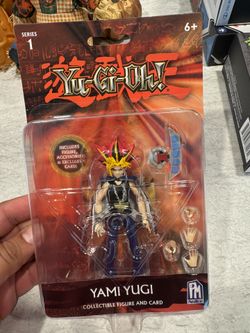 SERIES
1
6+
Yu-Gi-Oh!
INCLUDES
FIGURE,
ACCESSORIES
& EXCLUSIVE
CARD!
YAMI YUGI
COLLECTIBLE FIGURE AND CARD
PM